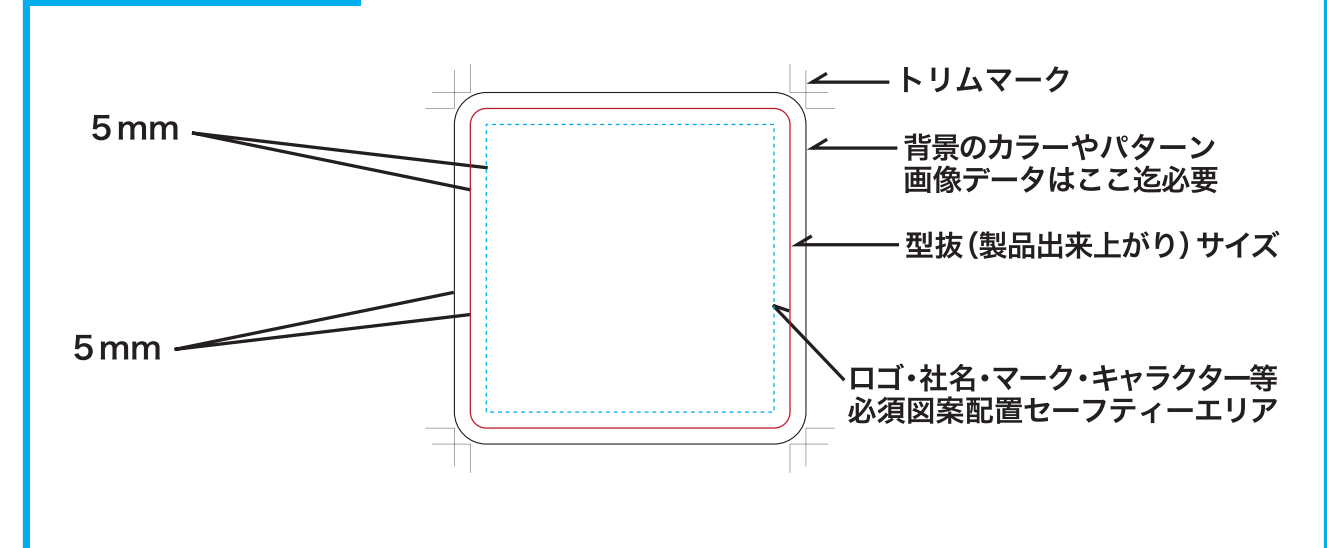 トリムマーク
5mm
背景のカラーやパターン
画像データはここ迄必要
型抜(製品出来上がり)サイズ
5mm
ロゴ・社名・マーク・キャラクター等
必須図案配置セーフティーエリア